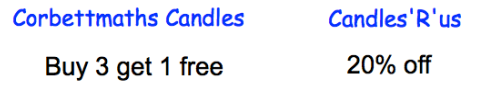 Corbettmaths Candles
Buy 3 get 1 free
Candles'R'us
20% off